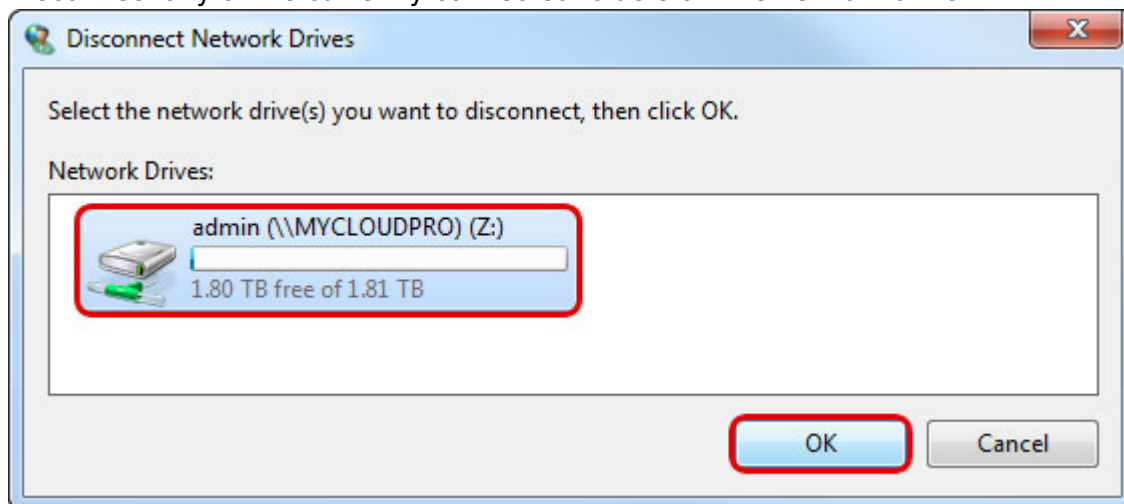 Disconnect Network Drives
Select the network drive(s) you want to disconnect, then click OK.
Network Drives:
admin (\\MYCLOUDPRO) (Z:)
1.80 TB free of 1.81 TB
OK
Cancel